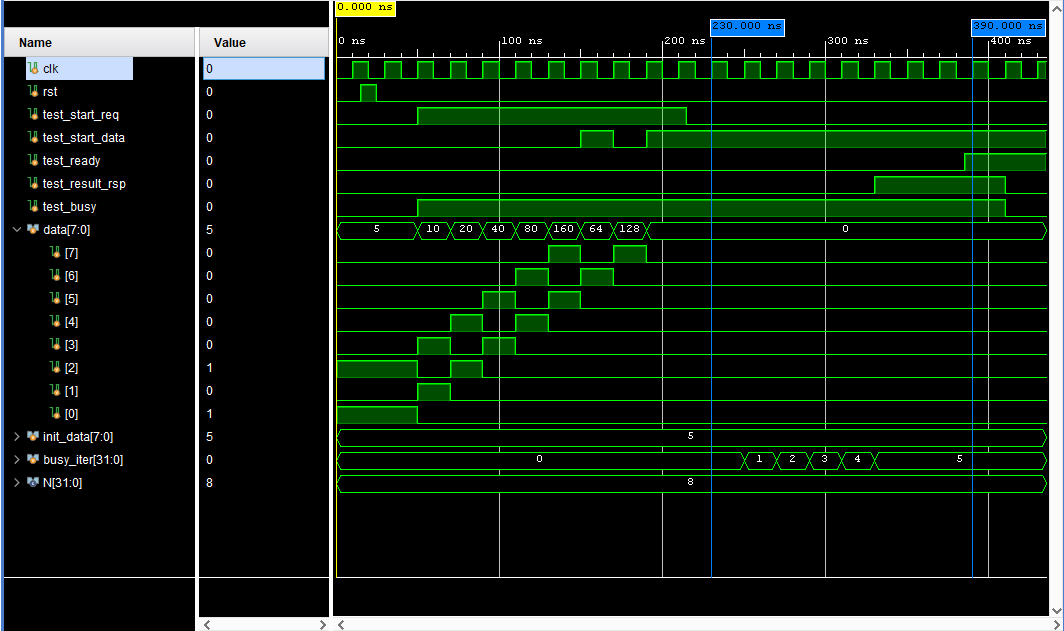 0.000 ns
230.000 ns 390.000 ns
Name Value
0 ns 100 ns 200 ns 300 ns 400 ns
clk 0
rst 0
test_start_req 0
test_start_data 0
test_ready 0
test_result_rsp 0
test_busy 0
data[7:0] 5 5 10 20 40 80 160 64 128 0
[7] 0
[6] 0
[5] 0
[4] 0
[3] 0
[2] 1
[1] 0
[0] 1
init_data[7:0] 5 5
busy_iter[31:0] 0 0 1 2 3 4 5
N[31:0] 8 8